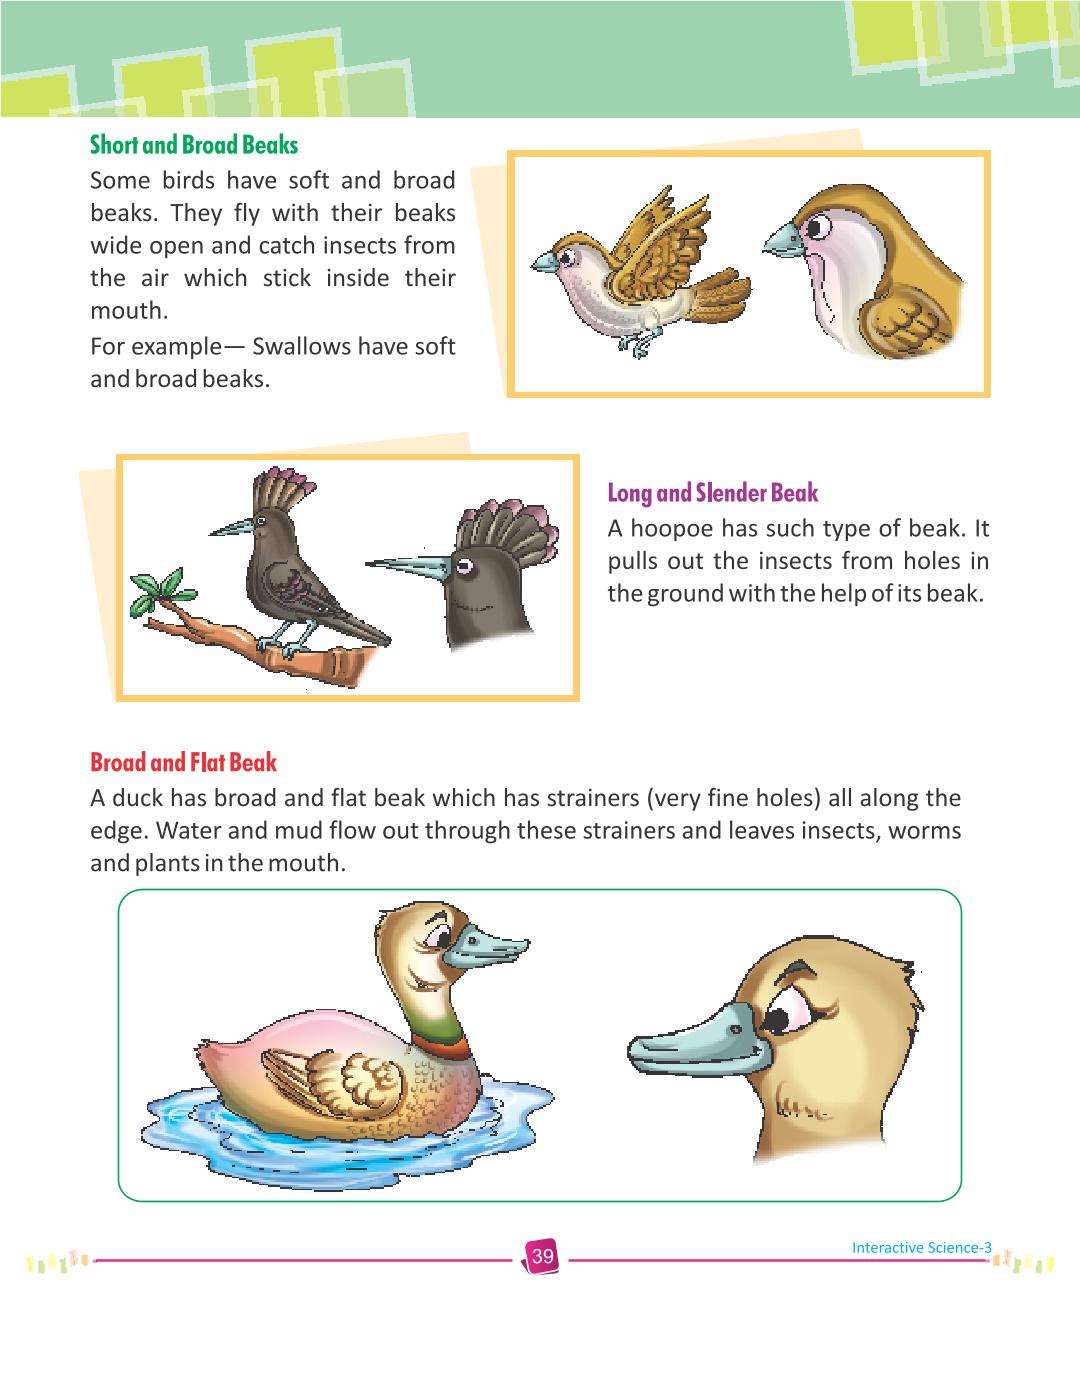 Short and Broad Beaks
Some birds have soft and broad
beaks. They fly with their beaks
wide open and catch insects from
the air which stick inside their
mouth.
For example— Swallows have soft
and broad beaks.
Long and Slender Beak
A hoopoe has such type of beak. It
pulls out the insects from holes in
the ground with the help of its beak.
Broad and Flat Beak
A duck has broad and flat beak which has strainers (very fine holes) all along the
edge. Water and mud flow out through these strainers and leaves insects, worms
and plants in the mouth.
39
Interactive Science-3